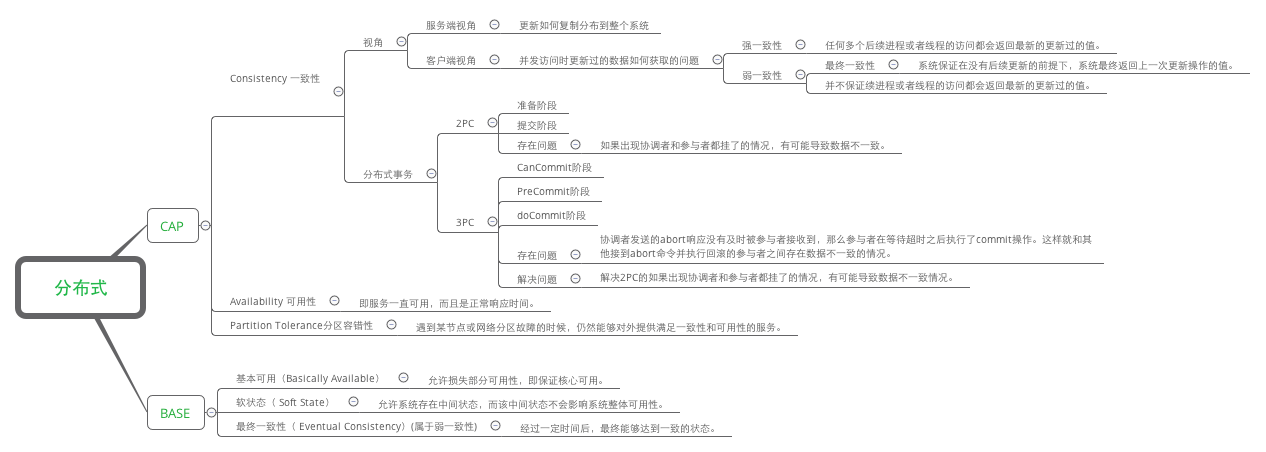 分布式
CAP
Consistency 一致性
视角
服务端视角
更新如何复制分布到整个系统
客户端视角
并发访问时更新过的数据如何获取的问题
强一致性
任何多个后续进程或者线程的访问都会返回最新的更新过的值。
弱一致性
最终一致性
系统保证在没有后续更新的前提下，系统最终返回上一次更新操作的值。
并不保证续进程或者线程的访问都会返回最新的更新过的值。
分布式事务
2PC
准备阶段
提交阶段
存在问题
如果出现协调者和参与者都挂了的情况，有可能导致数据不一致。
3PC
CanCommit阶段
PreCommit阶段
doCommit阶段
存在问题
协调者发送的abort响应没有及时被参与者接收到，那么参与者在等待超时之后执行了commit操作。这样就和其
他接到abort命令并执行回滚的参与者之间存在数据不一致的情况。
解决问题
解决2PC的如果出现协调者和参与者都挂了的情况，有可能导致数据不一致情况。
Availability 可用性
即服务一直可用，而且是正常响应时间。
Partition Tolerance分区容错性
遇到某节点或网络分区故障的时候，仍然能够对外提供满足一致性和可用性的服务。
BASE
基本可用（Basically Available）
允许损失部分可用性，即保证核心可用。
软状态（ Soft State）
允许系统存在中间状态，而该中间状态不会影响系统整体可用性。
最终一致性（ Eventual Consistency）(属于弱一致性)
经过一定时间后，最终能够达到一致的状态。